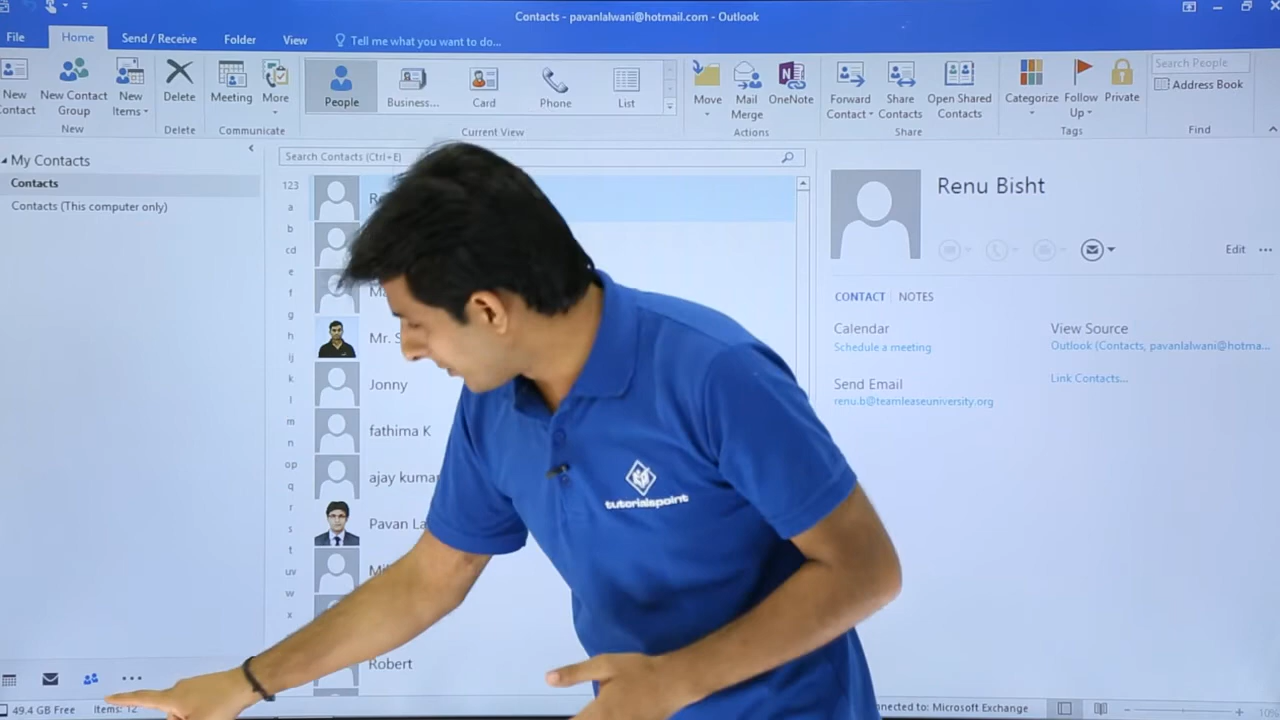 Contacts - pavanlalwani@hotmail.com - Outlook
File Home Send / Receive Folder View Tell me what you want to do...
New Contact
New Contact Group
New Items
New
Delete
Delete
Meeting
More
Communicate
People
Business...
Card
Phone
List
Current View
Move
Mail Merge
OneNote
Actions
Forward Contact
Share Contacts
Open Shared Contacts
Share
Categorize
Follow Up
Private
Tags
Search People
Address Book
Find
My Contacts
Contacts
Contacts (This computer only)
Search Contacts (Ctrl+E)
123
a
b
cd
e
f
g
h
ij
k
l
m
n
op
q
r
s
t
uv
w
x
Mr.
Jonny
fathima K
ajay kuma
Pavan La
Robert
Renu Bisht
Edit
CONTACT NOTES
Calendar
Schedule a meeting
View Source
Outlook (Contacts, pavanlalwani@hotma...
Link Contacts...
Send Email
renu.b@teamleaseuniversity.org
tutorialspoint
49.4 GB Free Items: 12
nnected to: Microsoft Exchange
10%